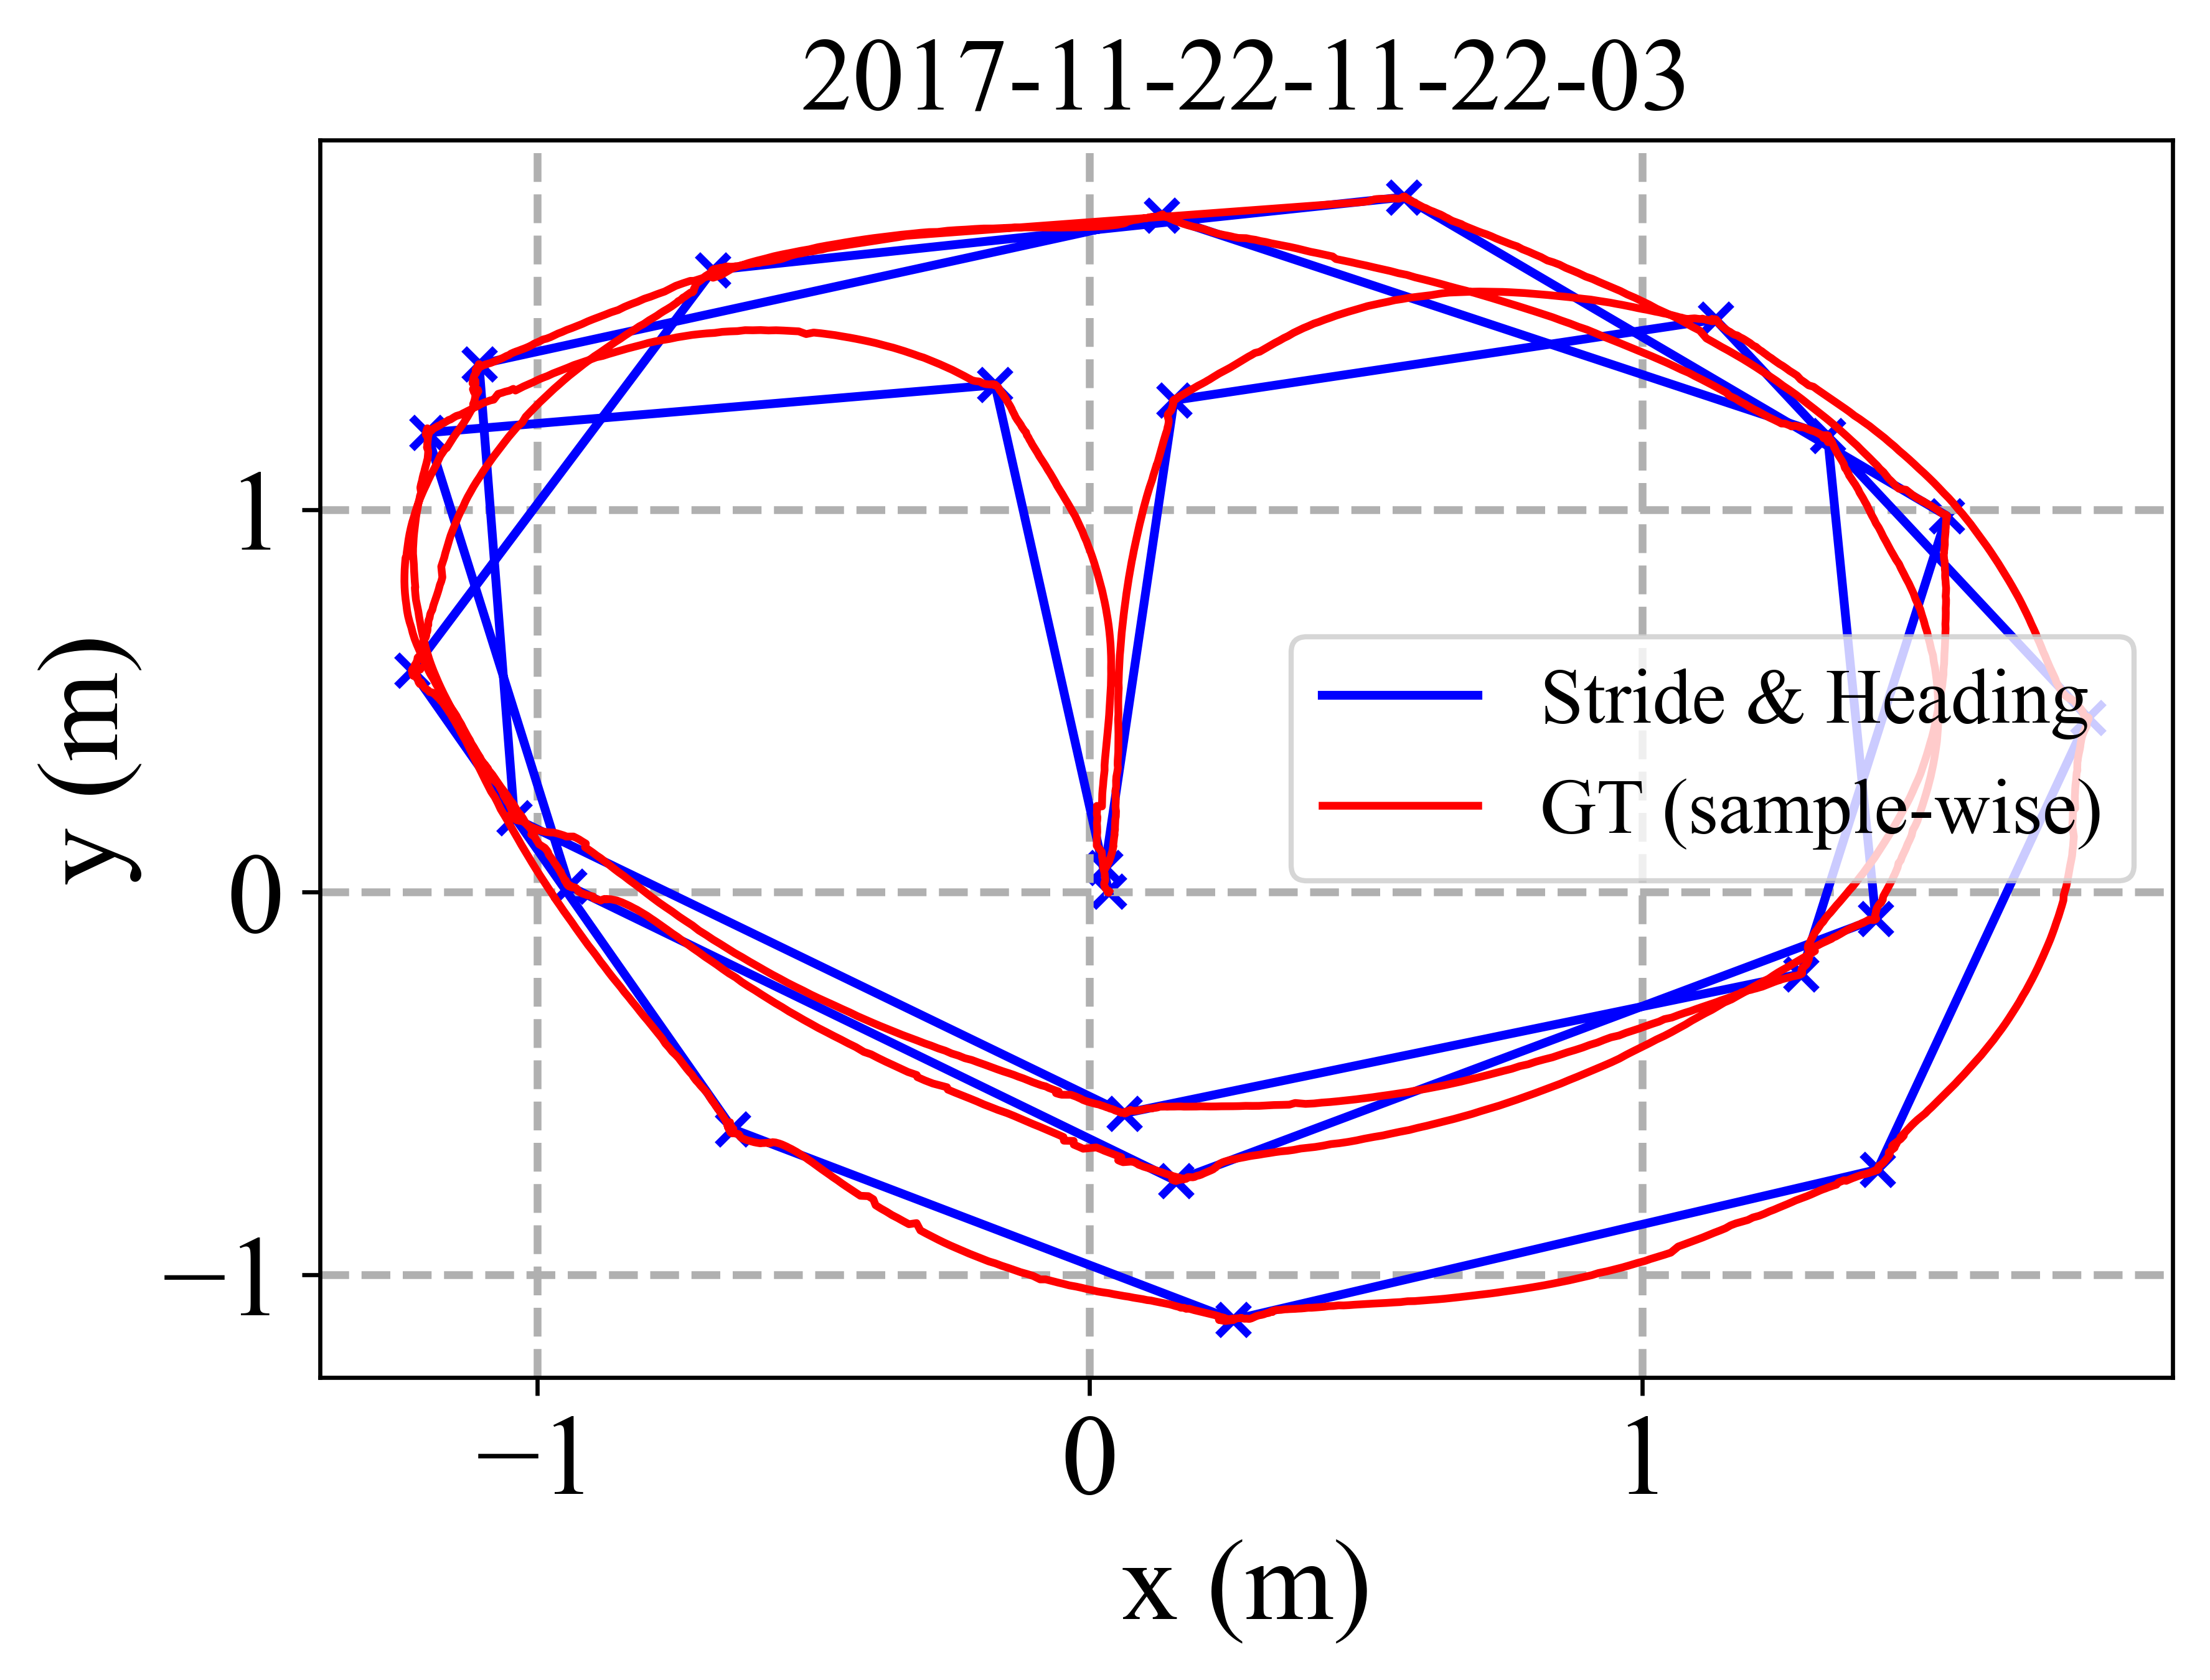 2017-11-22-11-22-03
y (m)
1
0
−1
Stride & Heading
GT (sample-wise)
−1
0
1
x (m)